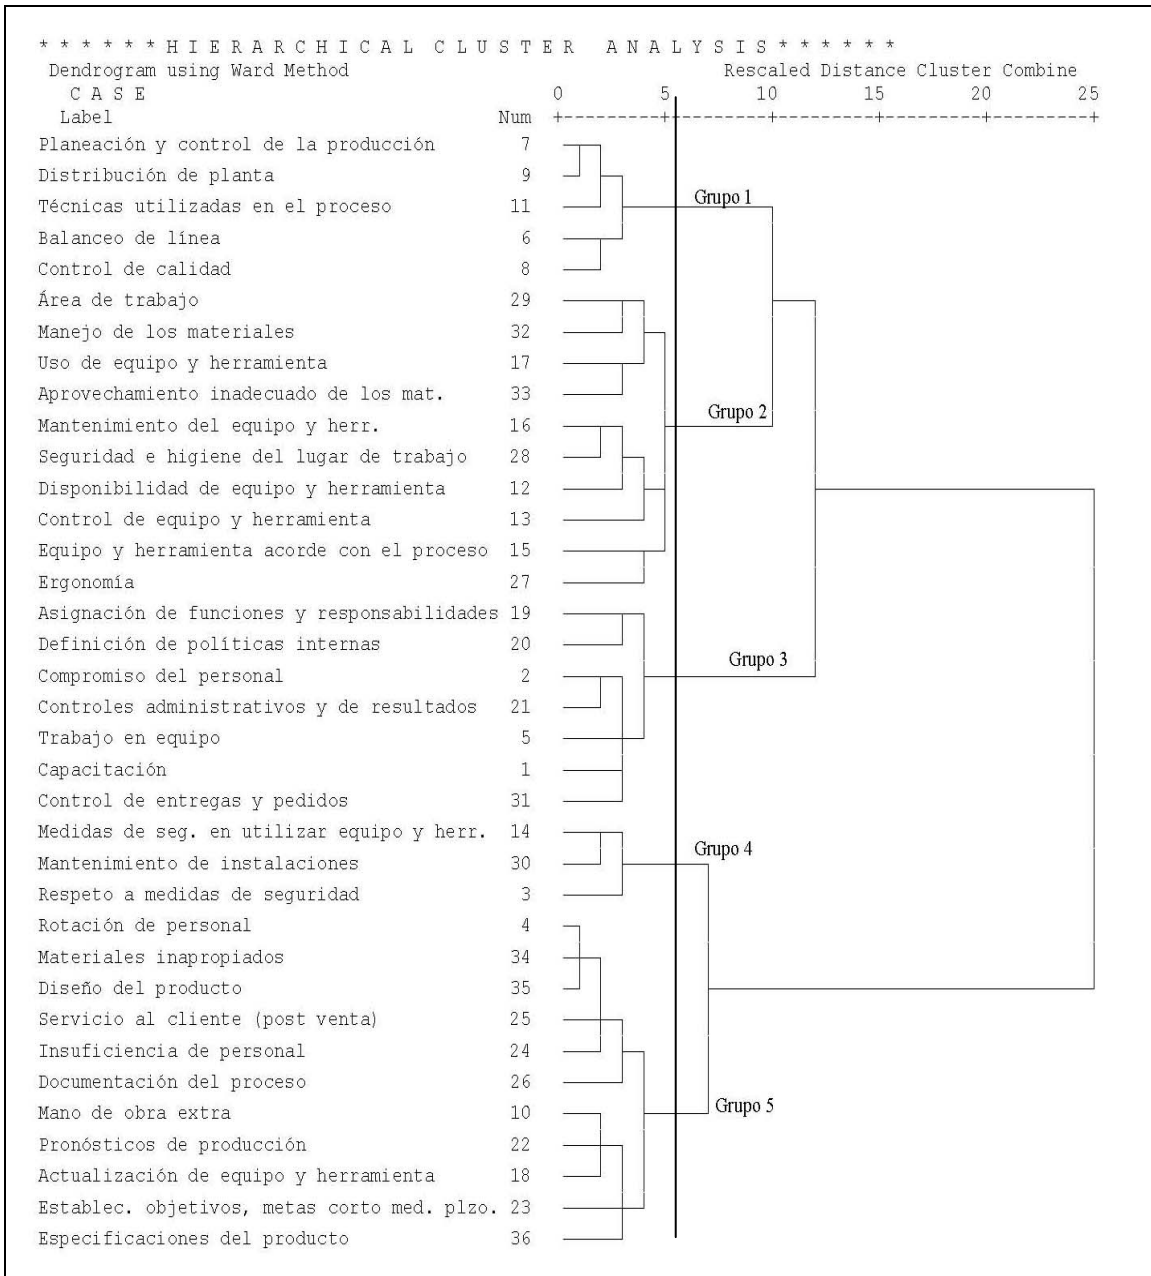 * * * * * * H I E R A R C H I C A L  C L U S T E R  A N A L Y S I S * * * * * *
Dendrogram using Ward Method Rescaled Distance Cluster Combine
C A S E 0 5 10 15 20 25
Label Num +---------+---------+---------+---------+---------+
Planeación y control de la producción 7
Distribución de planta 9
Técnicas utilizadas en el proceso 11 Grupo 1
Balanceo de línea 6
Control de calidad 8
Área de trabajo 29
Manejo de los materiales 32
Uso de equipo y herramienta 17
Aprovechamiento inadecuado de los mat. 33
Mantenimiento del equipo y herr. 16 Grupo 2
Seguridad e higiene del lugar de trabajo 28
Disponibilidad de equipo y herramienta 12
Control de equipo y herramienta 13
Equipo y herramienta acorde con el proceso 15
Ergonomía 27
Asignación de funciones y responsabilidades 19
Definición de políticas internas 20
Compromiso del personal 2 Grupo 3
Controles administrativos y de resultados 21
Trabajo en equipo 5
Capacitación 1
Control de entregas y pedidos 31
Medidas de seg. en utilizar equipo y herr. 14
Mantenimiento de instalaciones 30 Grupo 4
Respeto a medidas de seguridad 3
Rotación de personal 4
Materiales inapropiados 34
Diseño del producto 35
Servicio al cliente (post venta) 25
Insuficiencia de personal 24
Documentación del proceso 26
Mano de obra extra 10 Grupo 5
Pronósticos de producción 22
Actualización de equipo y herramienta 18
Establec. objetivos, metas corto med. plzo. 23
Especificaciones del producto 36